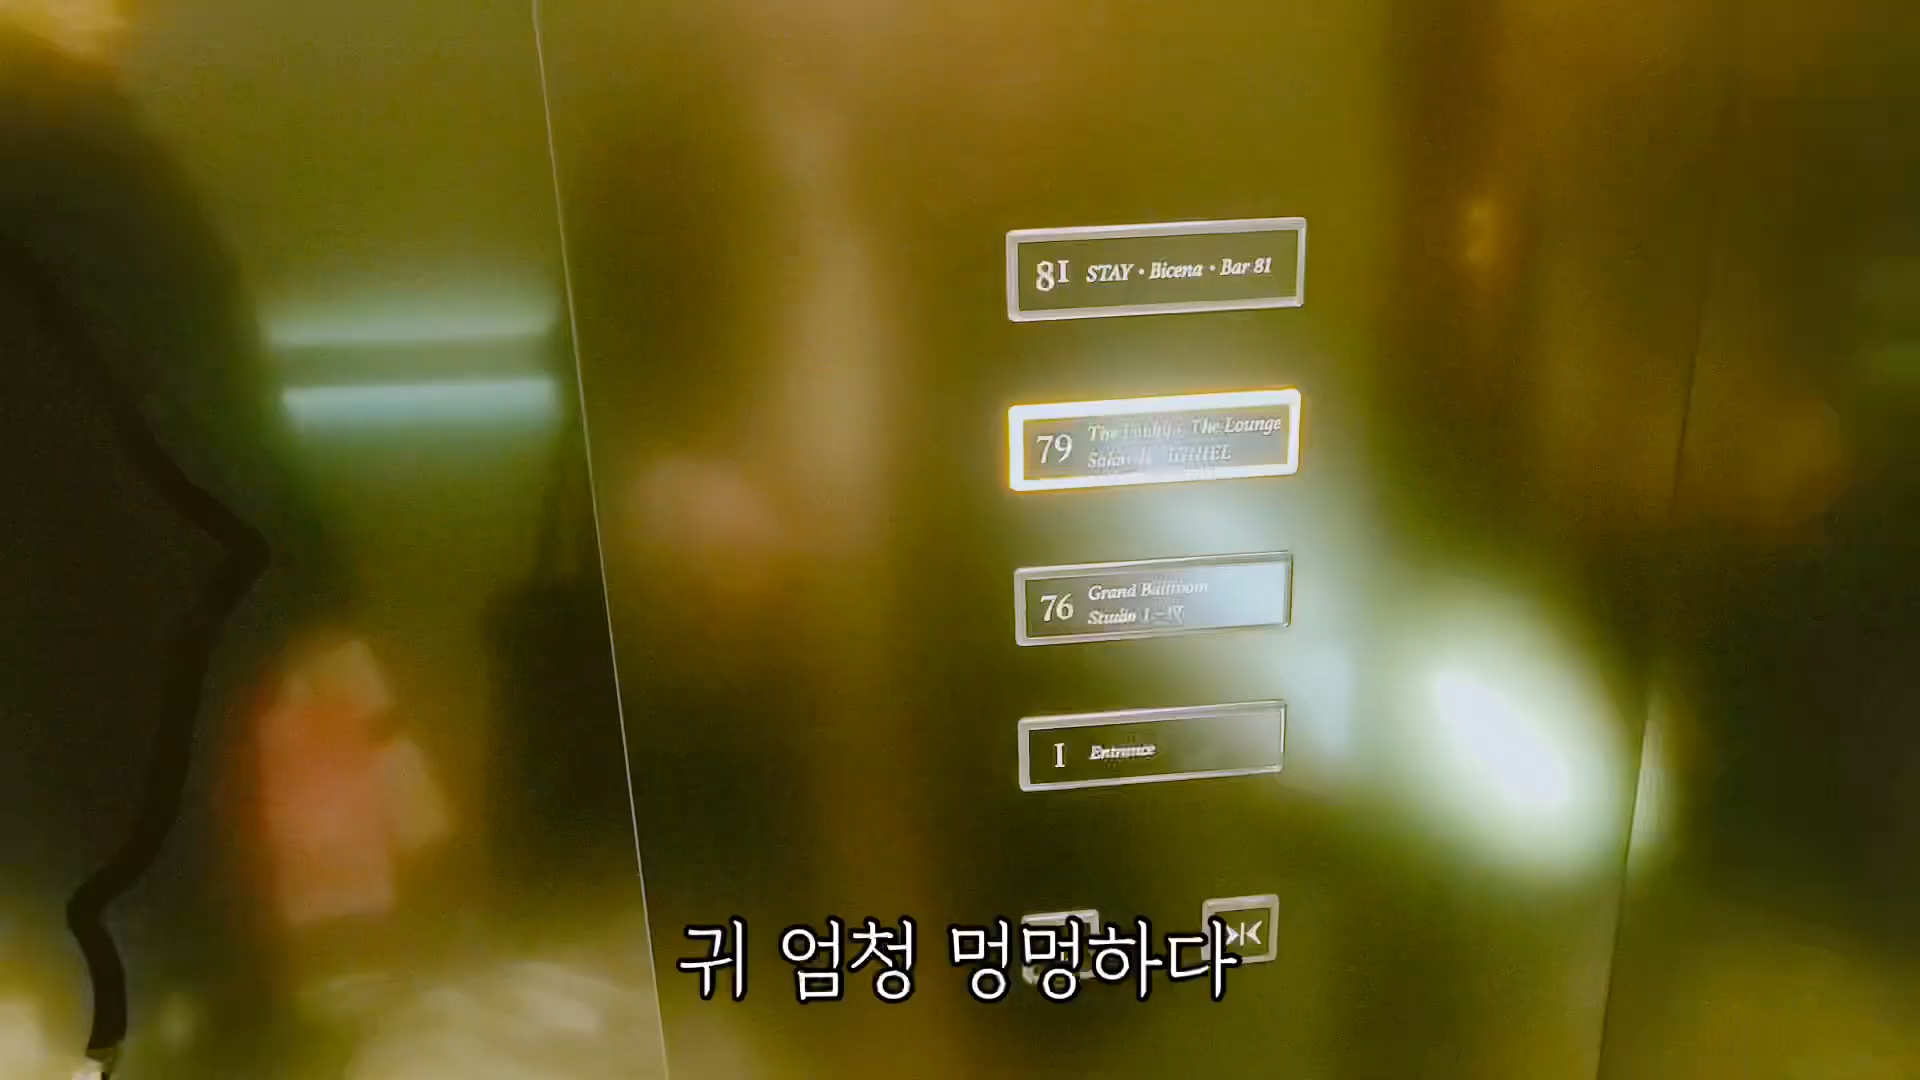 81 STAY • Bicena • Bar 81
79 The Lounge
76 Grand Ballroom
Studio
1 Entrance
귀 엄청 멍멍하다